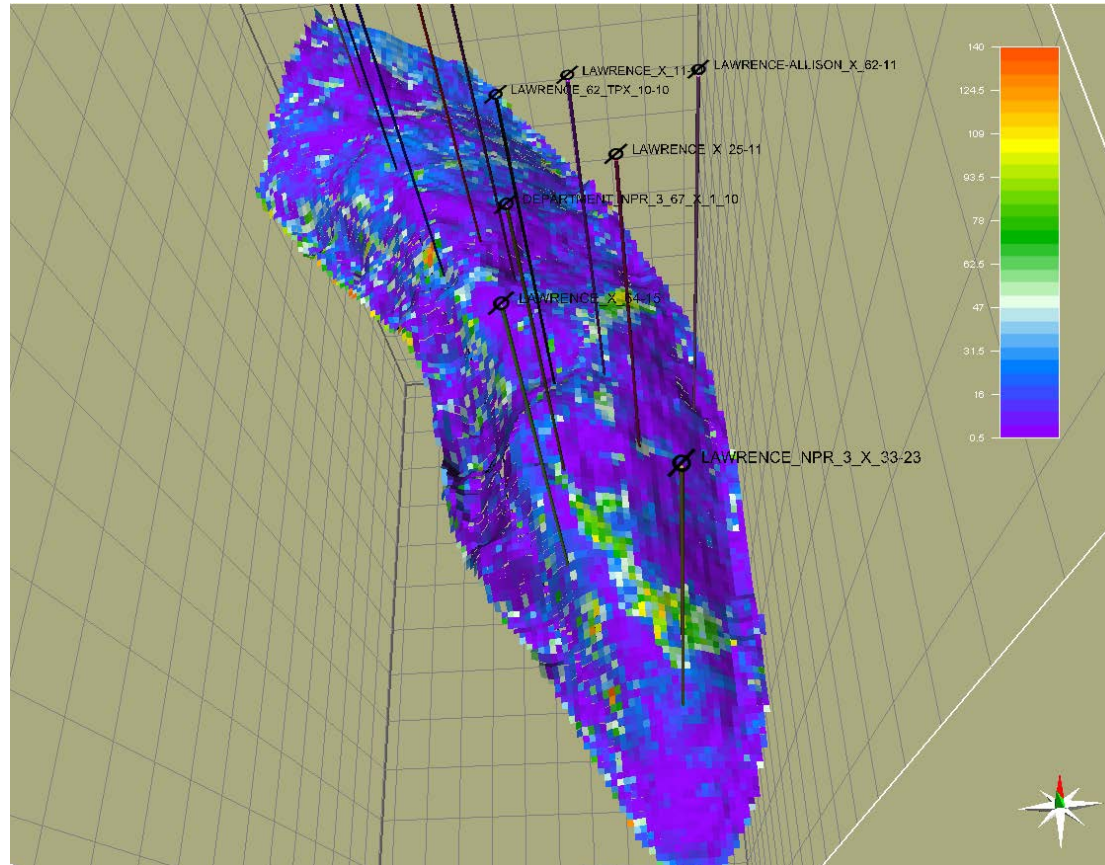 LAWRENCE_X_11-
LAWRENCE-ALLISON_X_62-11
LAWRENCE_62_TPX_10-10
LAWRENCE_X_25-11
DEPARTMENT_NPR_3_67_X_1_10
LAWRENCE_X_64-15
LAWRENCE_NPR_3_X_33-23
140
124.5
109
93.5
78
62.5
47
31.5
16
0.5